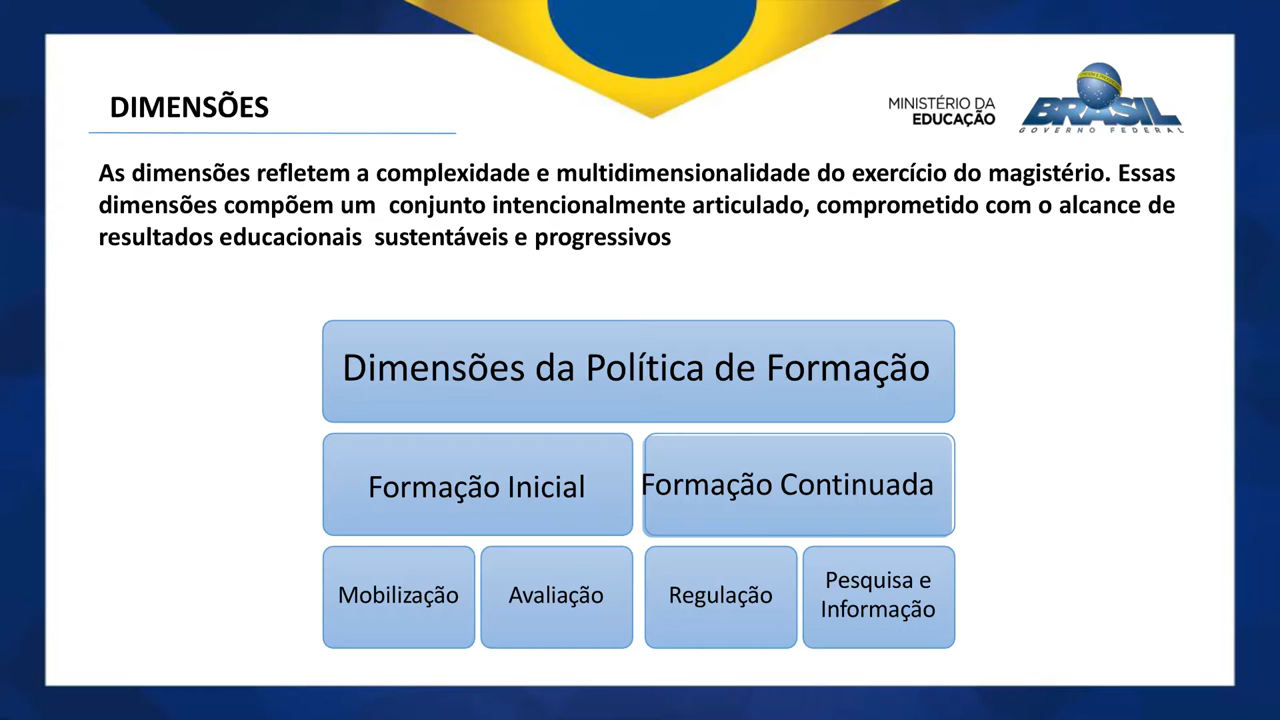 DIMENSÕES
MINISTÉRIO DA
EDUCAÇÃO
BRASIL
GOVERNO FEDERAL
As dimensões refletem a complexidade e multidimensionalidade do exercício do magistério. Essas
dimensões compõem um conjunto intencionalmente articulado, comprometido com o alcance de
resultados educacionais sustentáveis e progressivos
Dimensões da Política de Formação
Formação Inicial
Formação Continuada
Mobilização
Avaliação
Regulação
Pesquisa e
Informação